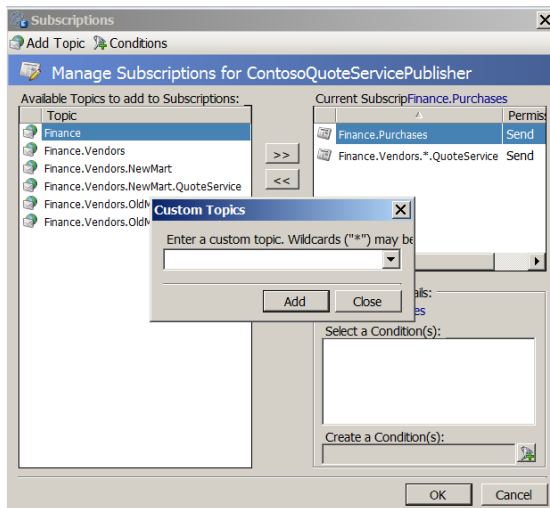 Subscriptions
Add Topic Conditions
Manage Subscriptions for ContosoQuoteServicePublisher
Available Topics to add to Subscriptions:
Topic
Finance
Finance.Vendors
Finance.Vendors.NewMart
Finance.Vendors.NewMart.QuoteService
Finance.Vendors.OldM
Finance.Vendors.OldM
>>
<<
Current SubscripFinance.Purchases
Permis
Finance.Purchases Send
Finance.Vendors.*.QuoteService Send
Custom Topics
Enter a custom topic. Wildcards ("*") may be
Add Close
ails:
es
Select a Condition(s):
Create a Condition(s):
OK Cancel